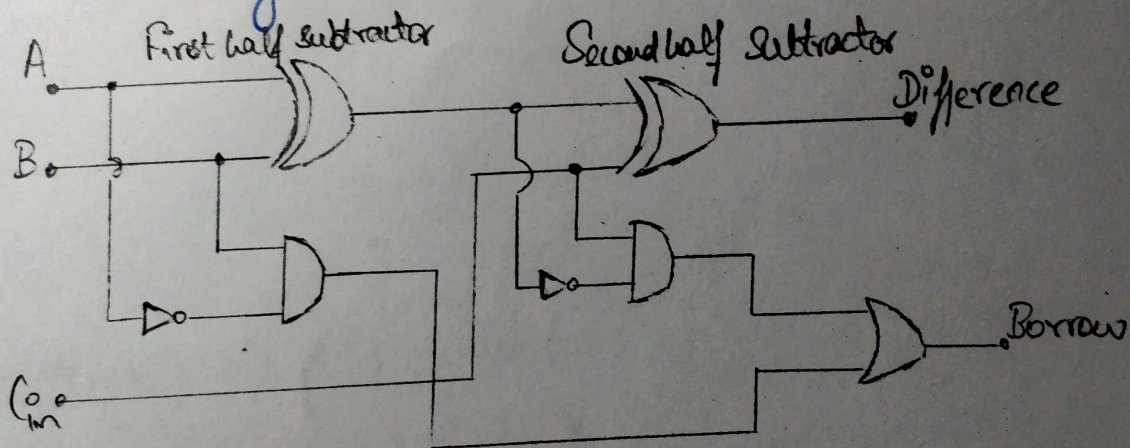 First half subtractor
Second half subtractor
A
Difference
B
Borrow
Cin